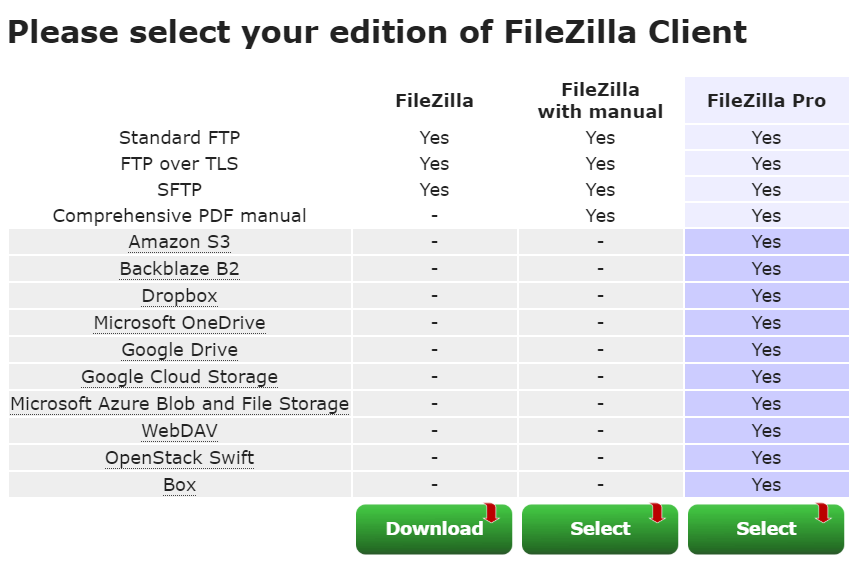 Please select your edition of FileZilla Client
FileZilla
FileZilla
with manual
FileZilla Pro
Standard FTP Yes Yes Yes
FTP over TLS Yes Yes Yes
SFTP Yes Yes Yes
Comprehensive PDF manual - Yes Yes
Amazon S3 - - Yes
Backblaze B2 - - Yes
Dropbox - - Yes
Microsoft OneDrive - - Yes
Google Drive - - Yes
Google Cloud Storage - - Yes
Microsoft Azure Blob and File Storage - - Yes
WebDAV - - Yes
OpenStack Swift - - Yes
Box - - Yes
Download Select Select